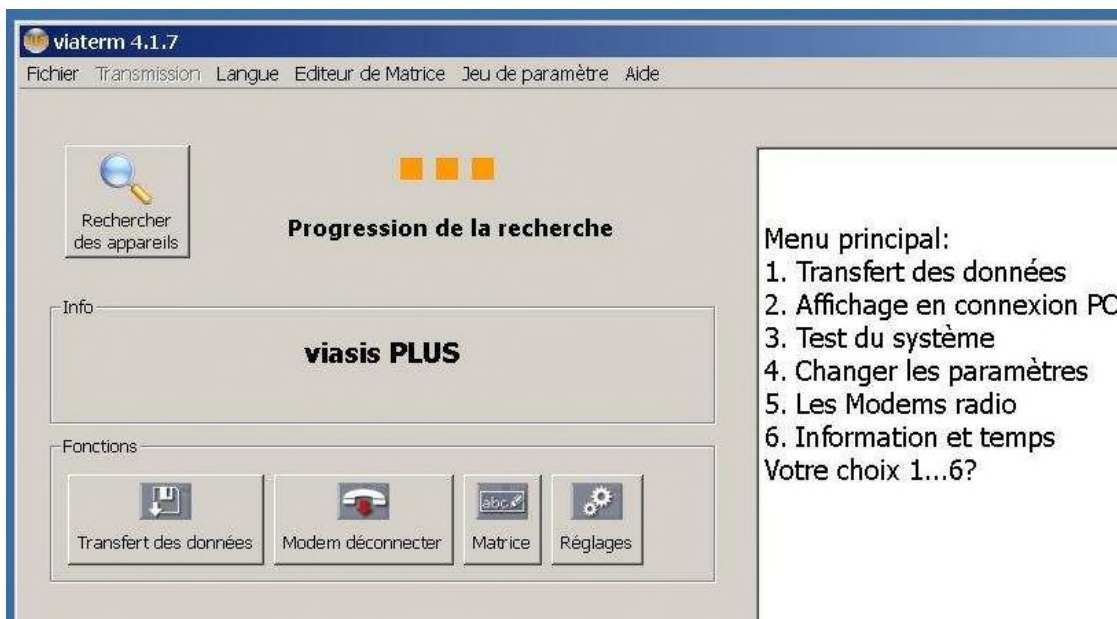 viaterm 4.1.7
Fichier Transmission Langue Editeur de Matrice Jeu de paramètre Aide
Rechercher
des appareils
Progression de la recherche
Info
viasis PLUS
Fonctions
Transfert des données
Modem déconnecter
abc
Matrice
Réglages
Menu principal:
1. Transfert des données
2. Affichage en connexion PC
3. Test du système
4. Changer les paramètres
5. Les Modems radio
6. Information et temps
Votre choix 1...6?